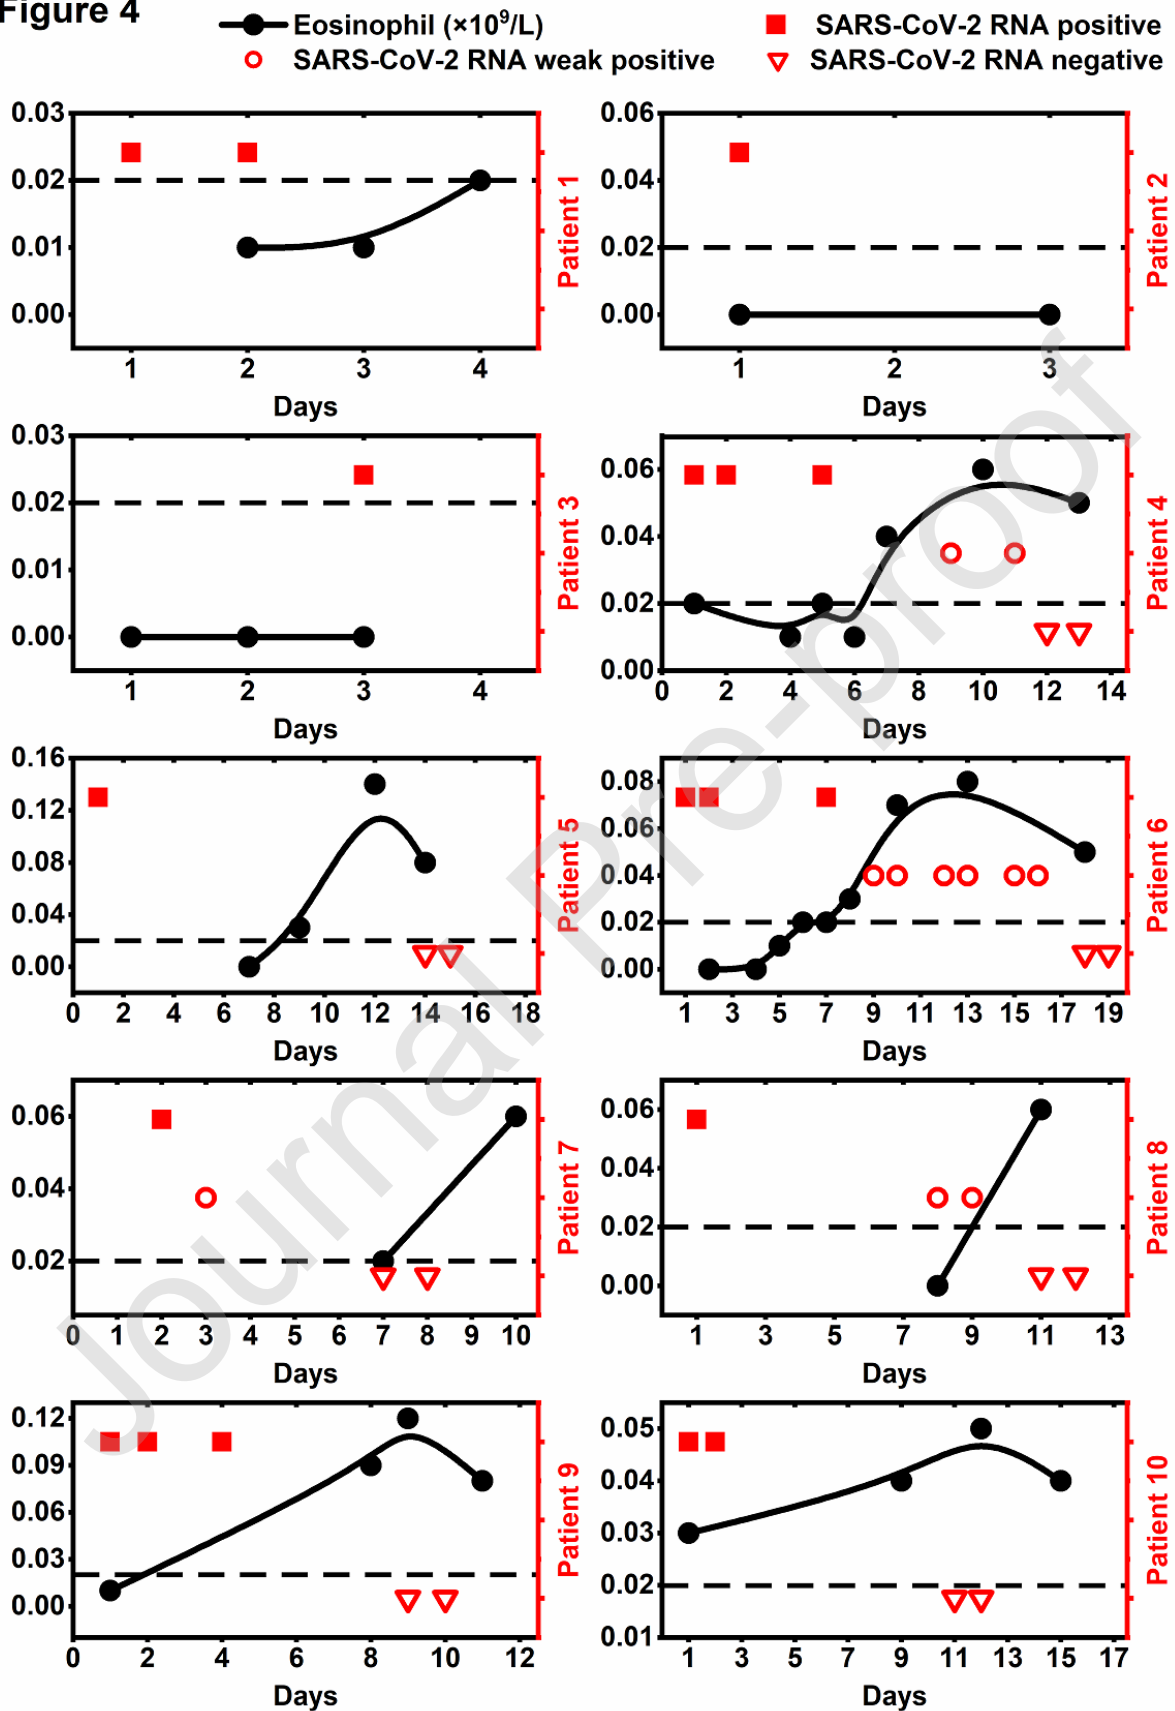 Figure 4
Eosinophil (×10⁹/L)
SARS-CoV-2 RNA positive
SARS-CoV-2 RNA weak positive
SARS-CoV-2 RNA negative
0.03
0.02
0.01
0.00
1 2 3 4
Days
Patient 1
0.06
0.04
0.02
0.00
1 2 3
Days
Patient 2
0.03
0.02
0.01
0.00
1 2 3 4
Days
Patient 3
0.06
0.04
0.02
0.00
0 2 4 6 8 10 12 14
Days
Patient 4
0.16
0.12
0.08
0.04
0.00
0 2 4 6 8 10 12 14 16 18
Days
Patient 5
0.08
0.06
0.04
0.02
0.00
1 3 5 7 9 11 13 15 17 19
Days
Patient 6
0.06
0.04
0.02
0 1 2 3 4 5 6 7 8 9 10
Days
Patient 7
0.06
0.04
0.02
0.00
1 3 5 7 9 11 13
Days
Patient 8
0.12
0.09
0.06
0.03
0.00
0 2 4 6 8 10 12
Days
Patient 9
0.05
0.04
0.03
0.02
0.01
1 3 5 7 9 11 13 15 17
Days
Patient 10
Journal Pre-proof